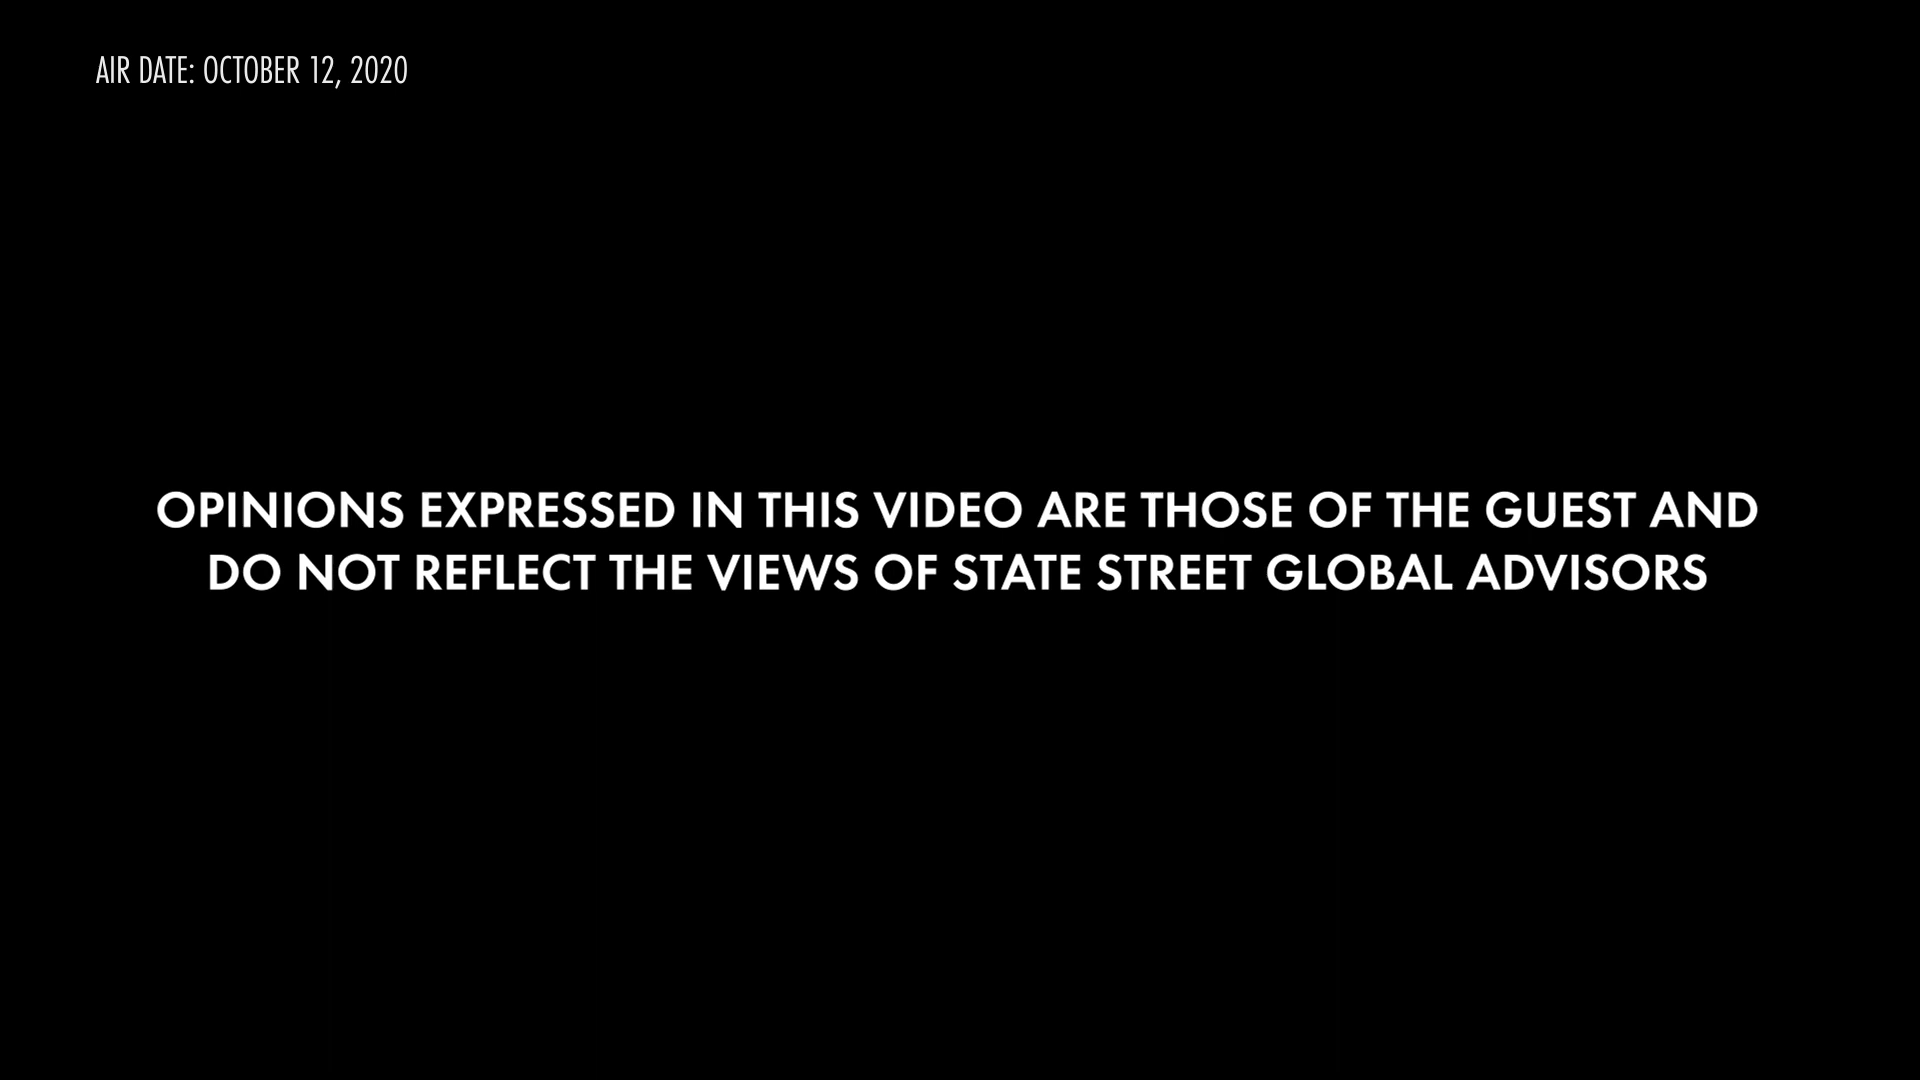 AIR DATE: OCTOBER 12, 2020
OPINIONS EXPRESSED IN THIS VIDEO ARE THOSE OF THE GUEST AND
DO NOT REFLECT THE VIEWS OF STATE STREET GLOBAL ADVISORS